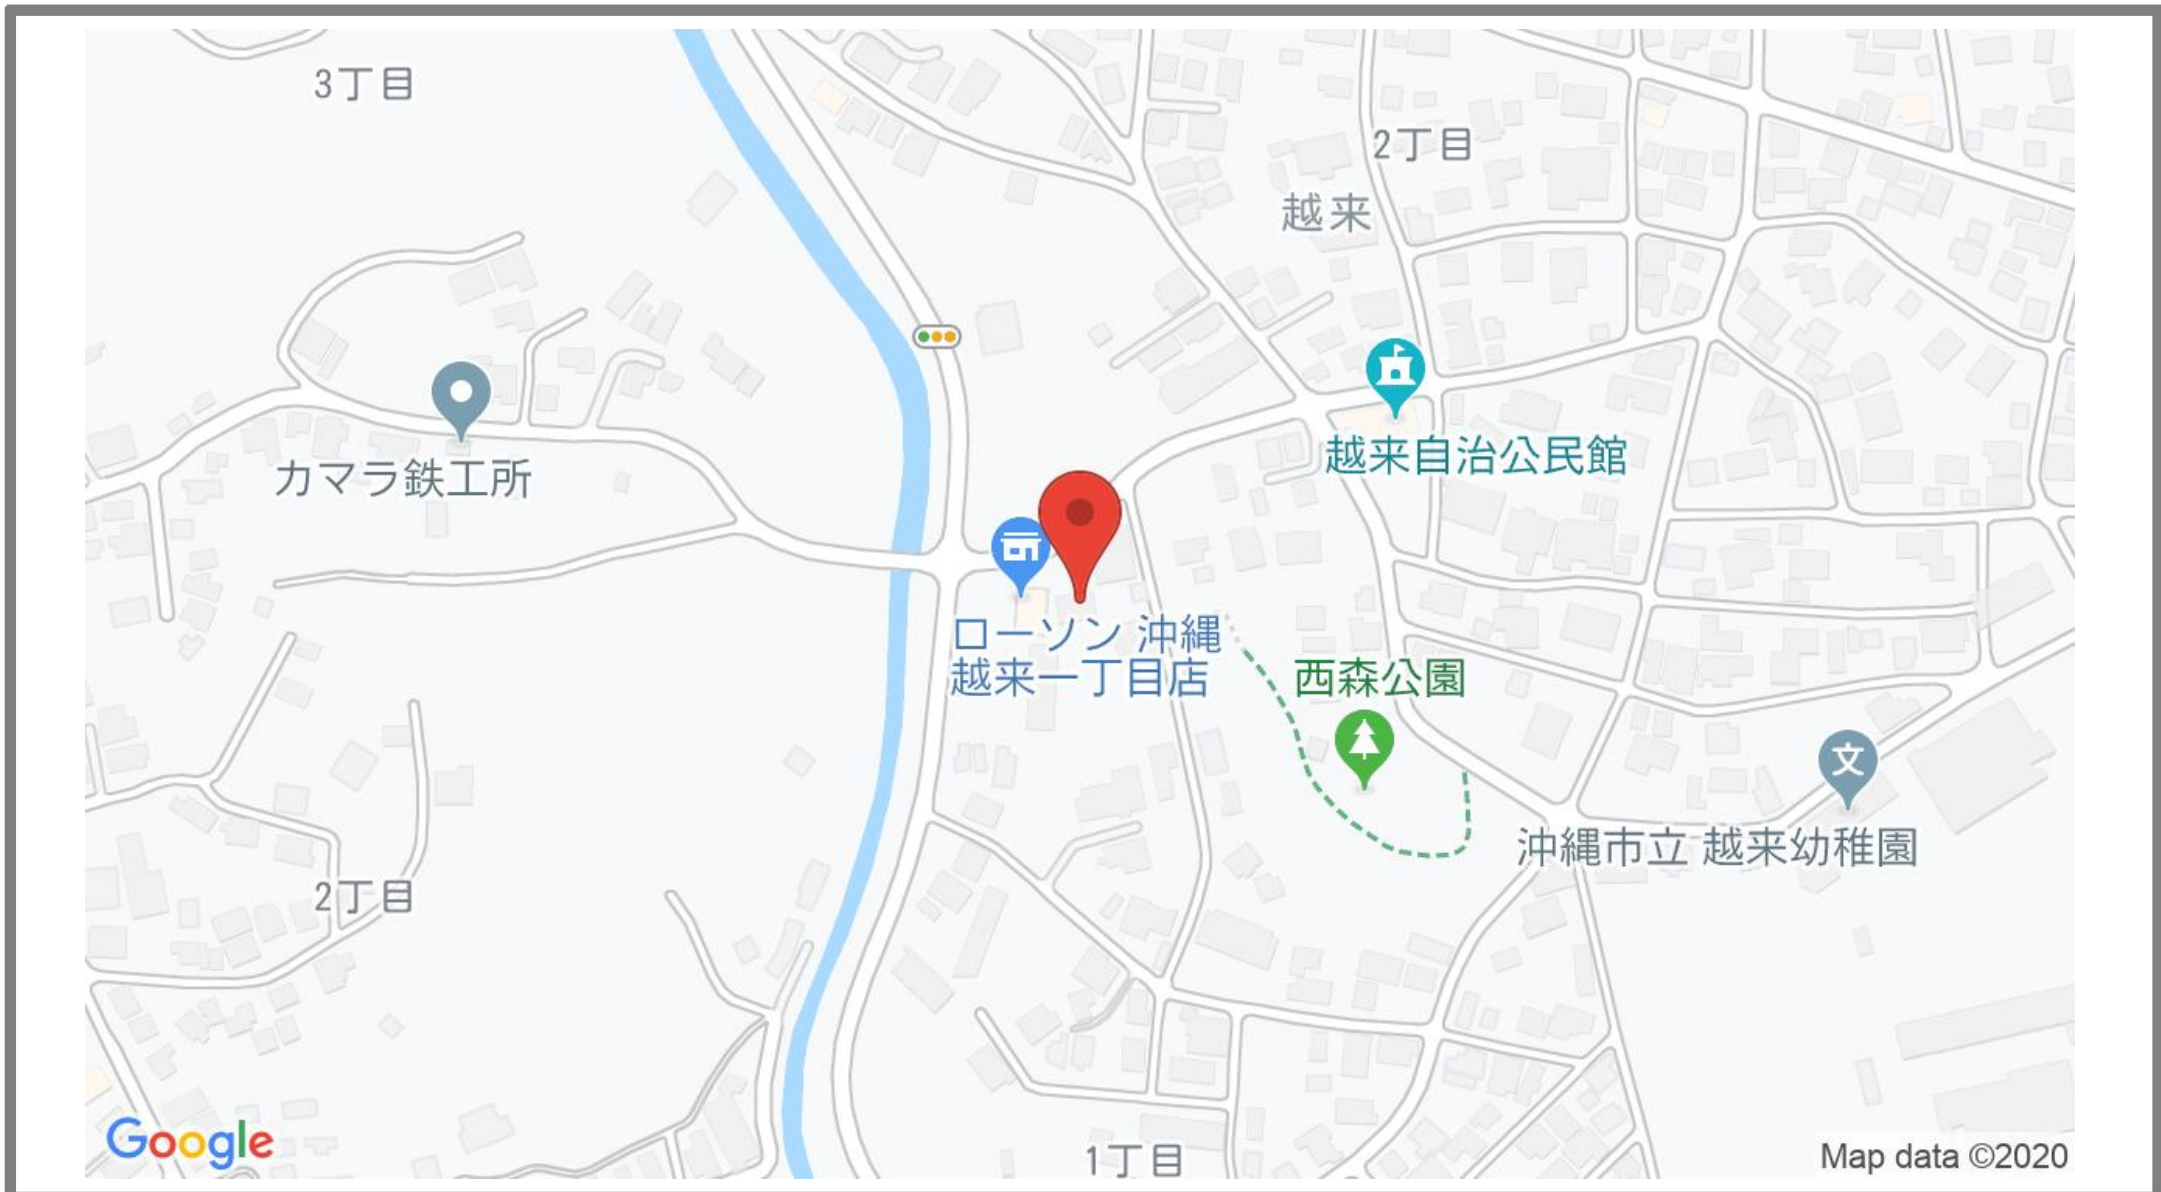 3丁目
2丁目
越来
越来自治公民館
カマラ鉄工所
ローソン 沖縄
越来一丁目店
西森公園
文
沖縄市立 越来幼稚園
2丁目
1丁目
Google
Map data ©2020